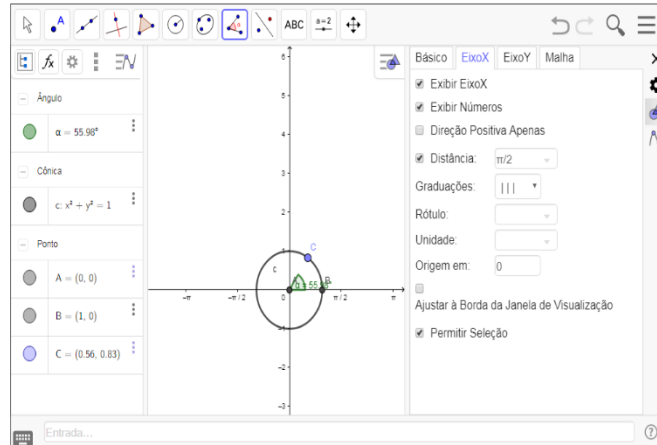 ABC
a=2
Básico
EixoX
EixoY
Malha
Ângulo
α = 55.98°
Cônica
c: x² + y² = 1
Ponto
A = (0, 0)
B = (1, 0)
C = (0.56, 0.83)
6
5
4
3
2
1
0
-2
-3
-π
-π / 2
π / 2
π
C
c
B
Exibir EixoX
Exibir Números
Direção Positiva Apenas
Distância: π/2
Graduações: | | |
Rótulo:
Unidade:
Origem em: 0
Ajustar à Borda da Janela de Visualização
Permitir Seleção
Entrada...